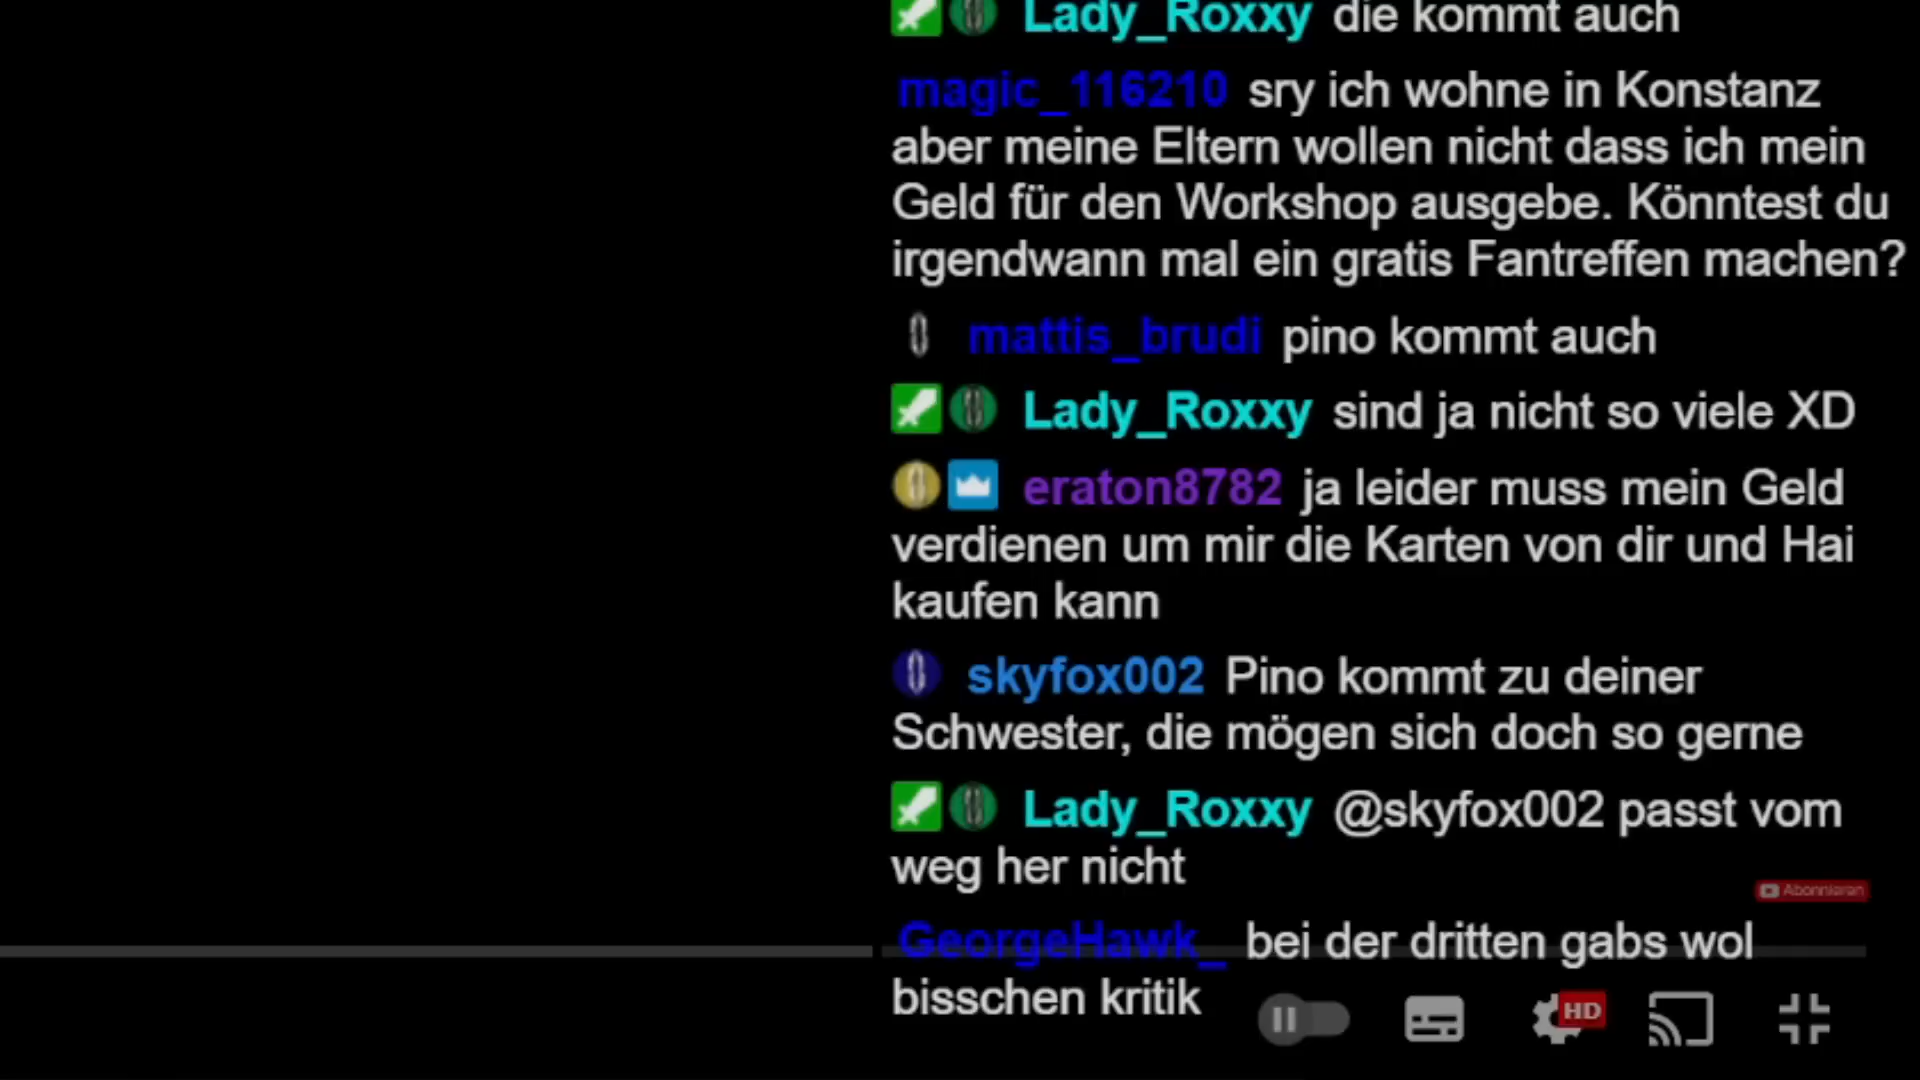 Lady_Roxxy die kommt auch
magic_116210 sry ich wohne in Konstanz
aber meine Eltern wollen nicht dass ich mein
Geld für den Workshop ausgebe. Könntest du
irgendwann mal ein gratis Fantreffen machen?
mattis_brudi pino kommt auch
Lady_Roxxy sind ja nicht so viele XD
eraton8782 ja leider muss mein Geld
verdienen um mir die Karten von dir und Hai
kaufen kann
skyfox002 Pino kommt zu deiner
Schwester, die mögen sich doch so gerne
Lady_Roxxy @skyfox002 passt vom
weg her nicht
Abonnieren
GeorgeHawk_ bei der dritten gabs wol
bisschen kritik
HD